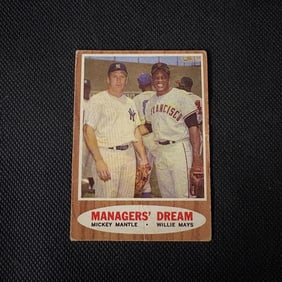 FRANCISCO
MANAGERS' DREAM
MICKEY MANTLE • WILLIE MAYS